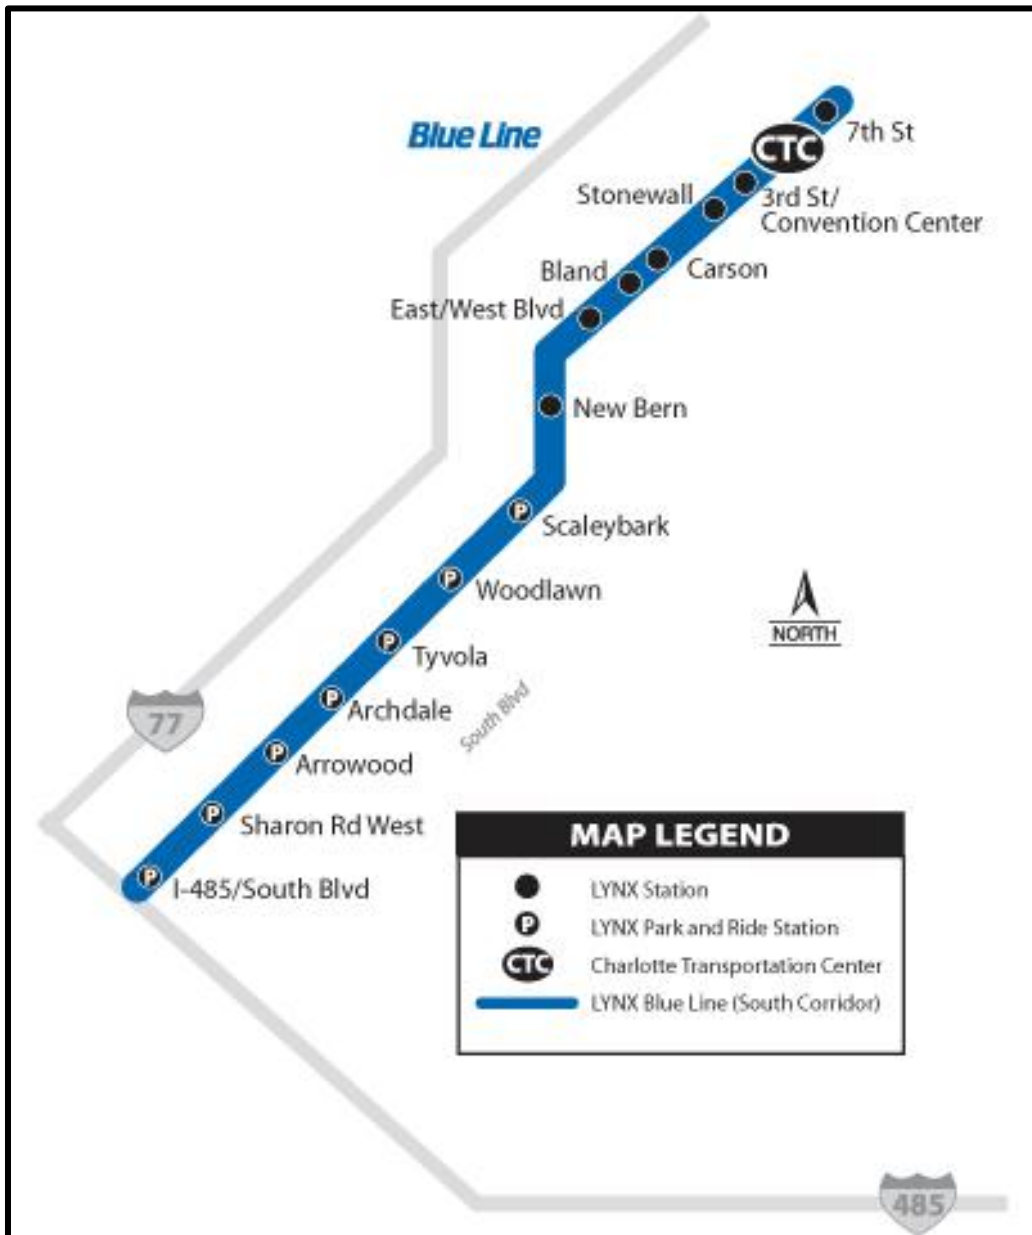 Blue Line
7th St
CTC
Stonewall
3rd St/
Convention Center
Bland
Carson
East/West Blvd
New Bern
P
Scaleybark
P
Woodlawn
NORTH
P
Tyvola
South Blvd
P
Archdale
77
P
Arrowood
P
Sharon Rd West
P
I-485/South Blvd
MAP LEGEND
LYNX Station
P
LYNX Park and Ride Station
CTC
Charlotte Transportation Center
LYNX Blue Line (South Corridor)
485